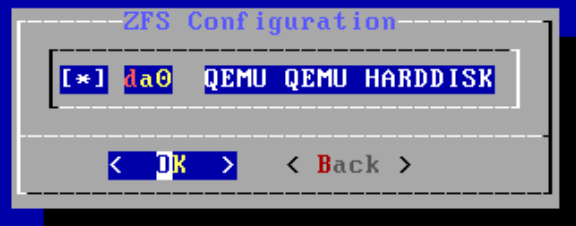 ZFS Configuration
[*] da0 QEMU QEMU HARDDISK
< OK > < Back >